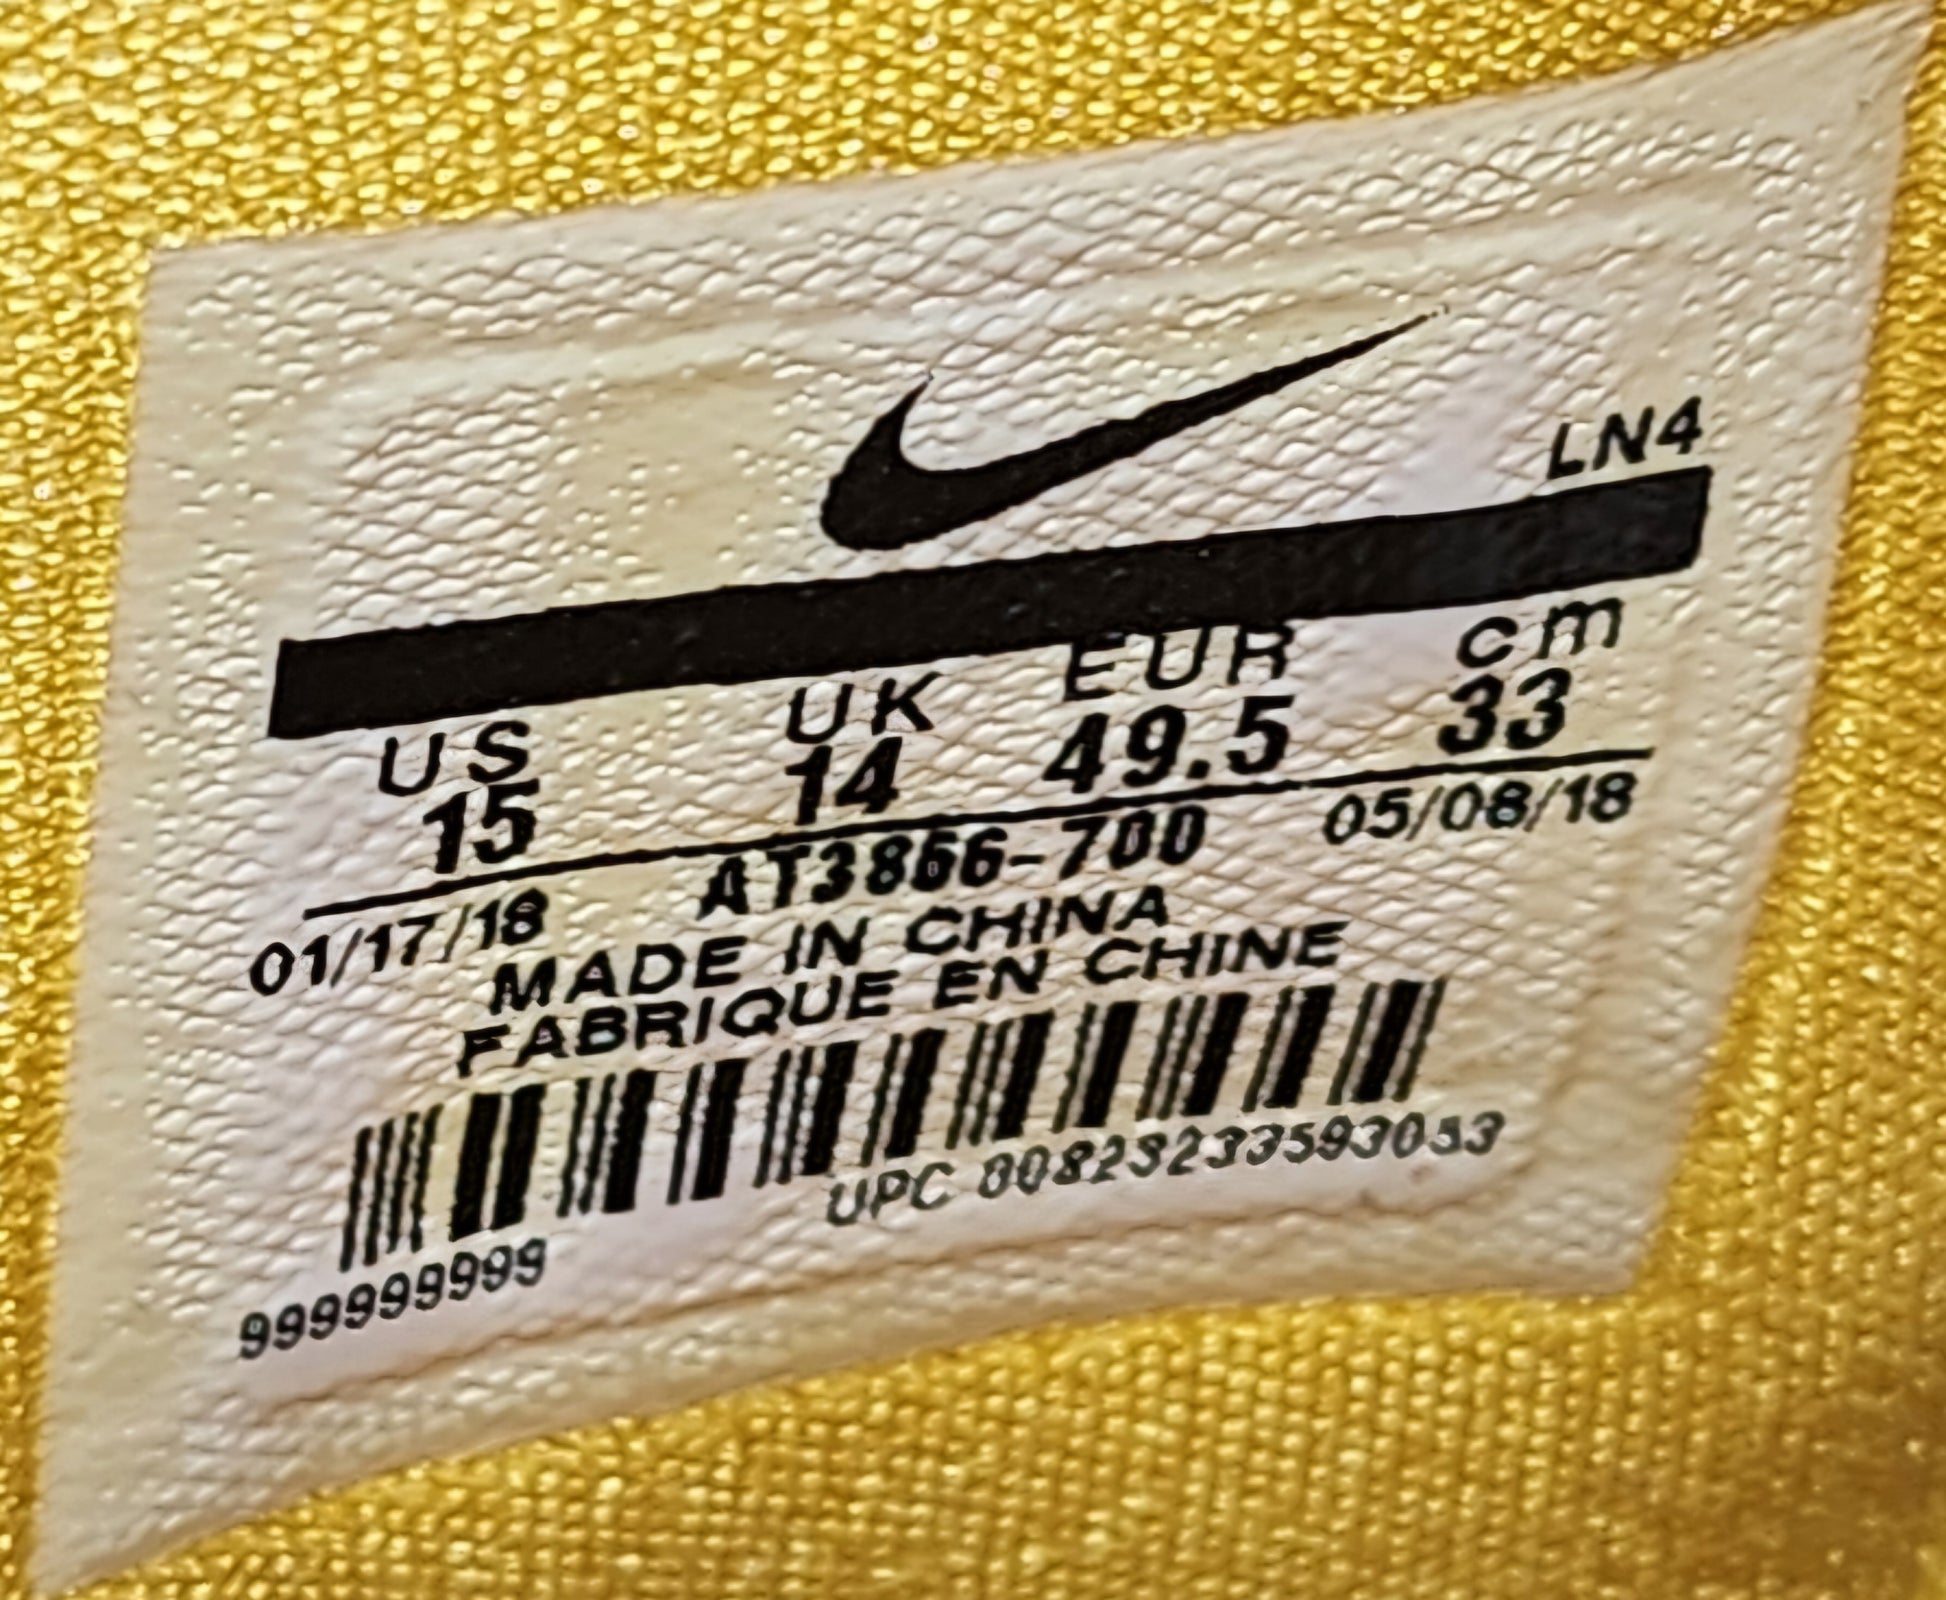 LN4
US UK EUR cm
15 14 49.5 33
01/17/18 AT3866-700 05/08/18
MADE IN CHINA
FABRIQUE EN CHINE
UPC
999999999